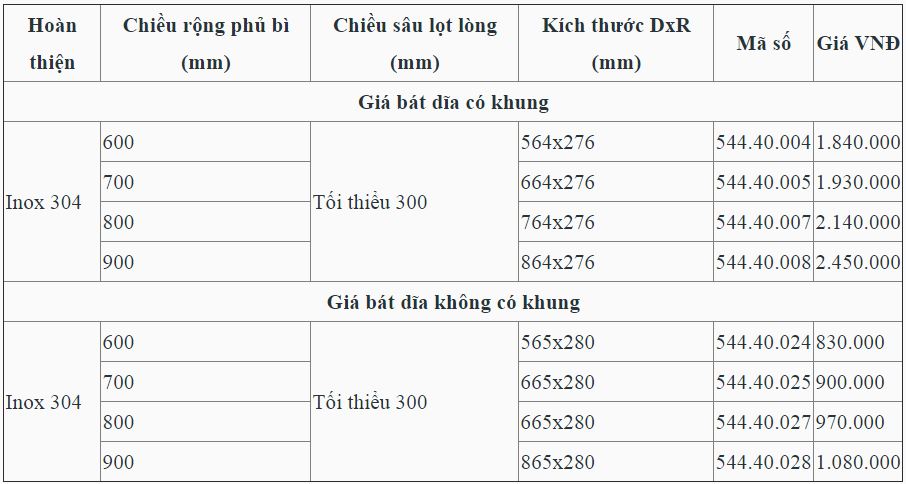 Hoàn thiện Chiều rộng phủ bì (mm) Chiều sâu lọt lòng (mm) Kích thước DxR (mm) Mã số Giá VNĐ
Giá bát dĩa có khung
Inox 304 600 Tối thiểu 300 564x276 544.40.004 1.840.000
700 664x276 544.40.005 1.930.000
800 764x276 544.40.007 2.140.000
900 864x276 544.40.008 2.450.000
Giá bát dĩa không có khung
Inox 304 600 Tối thiểu 300 565x280 544.40.024 830.000
700 665x280 544.40.025 900.000
800 665x280 544.40.027 970.000
900 865x280 544.40.028 1.080.000